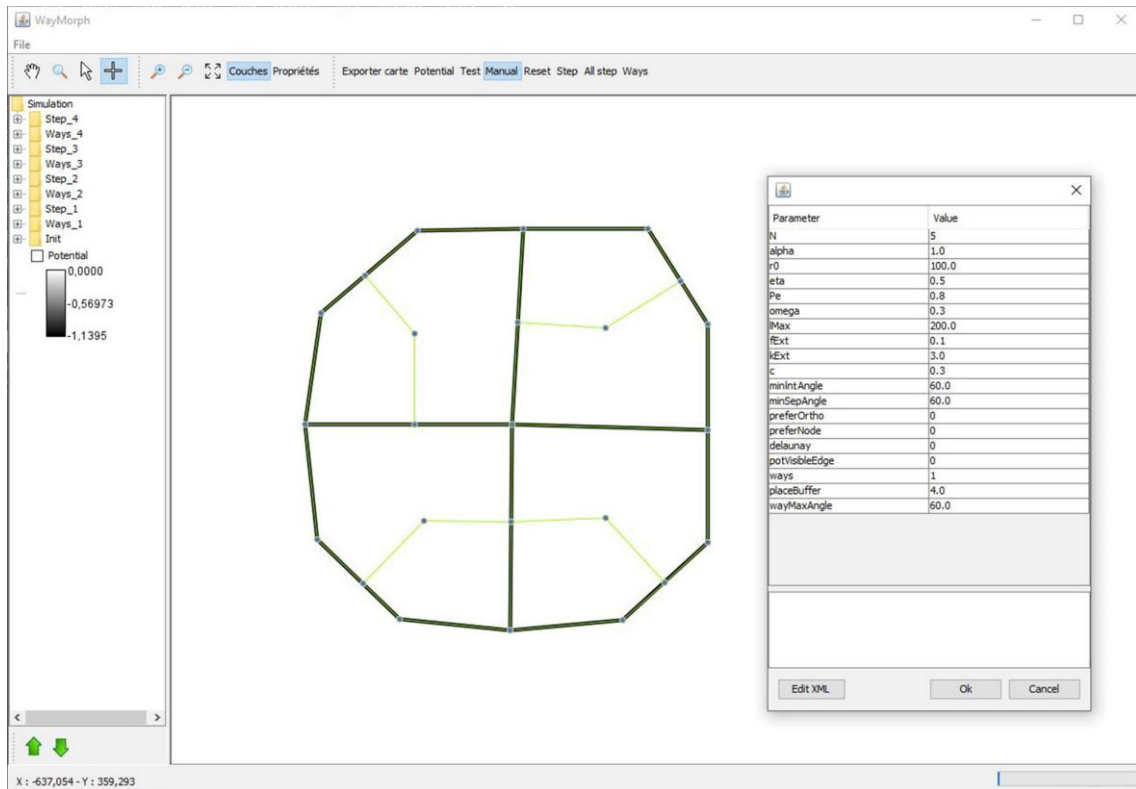 WayMorph
File
Couches Propriétés Exporter carte Potential Test Manual Reset Step All step Ways
Simulation
Step_4
Ways_4
Step_3
Ways_3
Step_2
Ways_2
Step_1
Ways_1
Init
Potential
0,0000
-0,56973
-1,1395
Parameter Value
N 5
alpha 1.0
r0 100.0
eta 0.5
Pe 0.8
omega 0.3
lMax 200.0
fExt 0.1
kExt 3.0
c 0.3
minIntAngle 60.0
minSepAngle 60.0
preferOrtho 0
preferNode 0
delaunay 0
potVisibleEdge 0
ways 1
placeBuffer 4.0
wayMaxAngle 60.0
Edit XML Ok Cancel
X : -637,054 - Y : 359,293